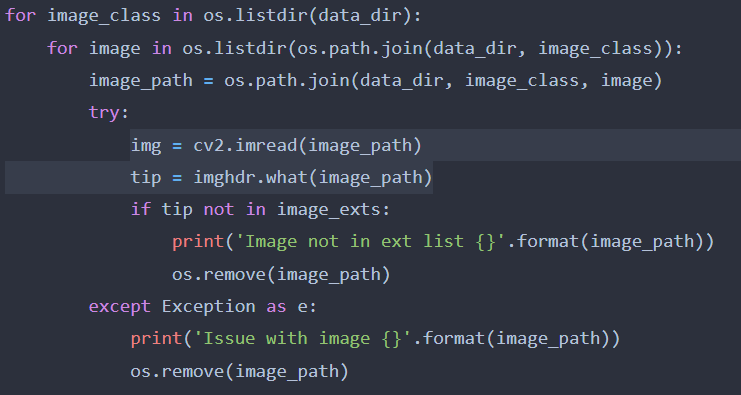 for image_class in os.listdir(data_dir):
    for image in os.listdir(os.path.join(data_dir, image_class)):
        image_path = os.path.join(data_dir, image_class, image)
        try:
            img = cv2.imread(image_path)
            tip = imghdr.what(image_path)
            if tip not in image_exts:
                print('Image not in ext list {}'.format(image_path))
                os.remove(image_path)
        except Exception as e:
            print('Issue with image {}'.format(image_path))
            os.remove(image_path)